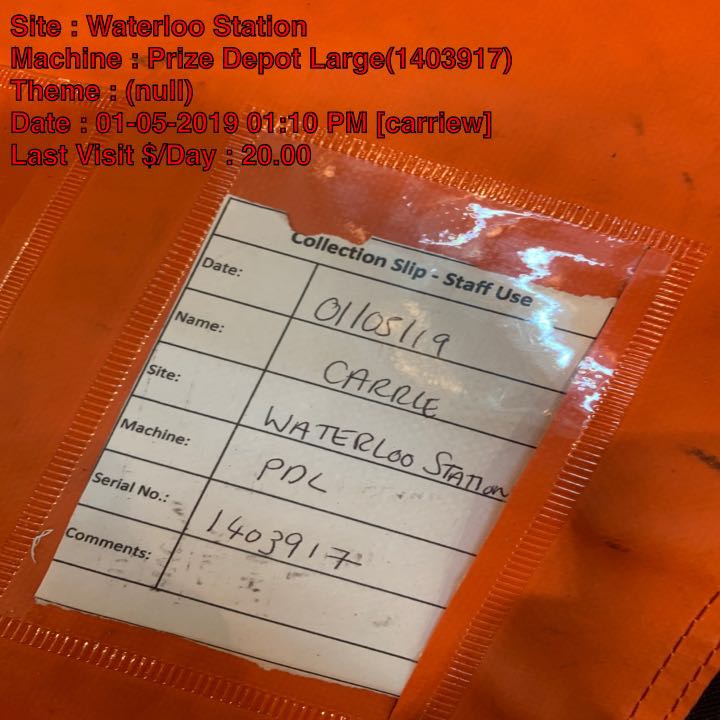 Site : Waterloo Station
Machine : Prize Depot Large(1403917)
Theme : (null)
Date : 01-05-2019 01:10 PM [carriew]
Last Visit $/Day : 20.00
Collection Slip - Staff Use
Date: 01/05/19
Name: CARRIE
Site: WATERLOO STATION
Machine: PDL
Serial No.: 1403917
Comments: